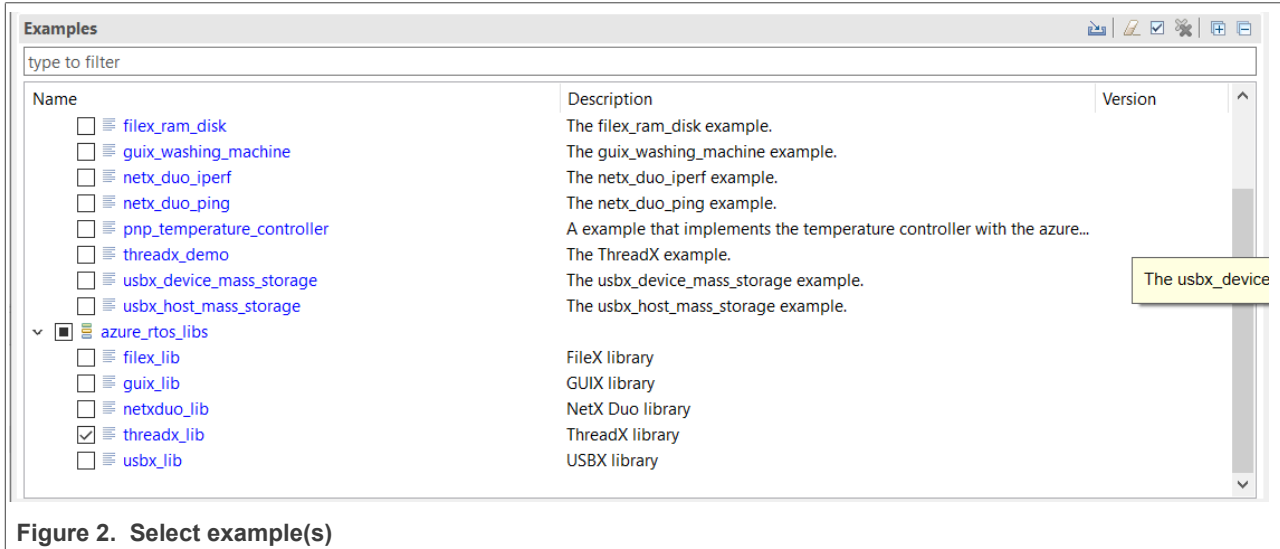 Examples
type to filter
Name Description Version
filex_ram_disk The filex_ram_disk example.
guix_washing_machine The guix_washing_machine example.
netx_duo_iperf The netx_duo_iperf example.
netx_duo_ping The netx_duo_ping example.
pnp_temperature_controller A example that implements the temperature controller with the azure...
threadx_demo The ThreadX example.
usbx_device_mass_storage The usbx_device_mass_storage example.
The usbx_device
usbx_host_mass_storage The usbx_host_mass_storage example.
azure_rtos_libs
filex_lib FileX library
guix_lib GUIX library
netxduo_lib NetX Duo library
threadx_lib ThreadX library
usbx_lib USBX library
Figure 2. Select example(s)